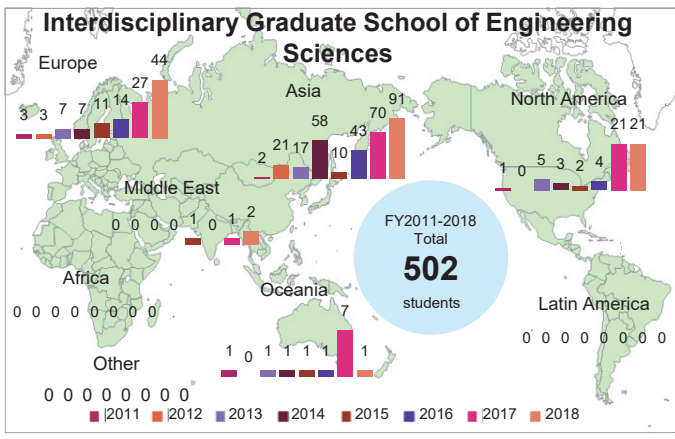 Interdisciplinary Graduate School of Engineering
Sciences
Europe
3 3 7 7 11 14 27 44
Asia
2 21 17 58 10 43 70 91
North America
1 0 5 3 2 4 21 21
Middle East
0 0 0 0 1 0 1 2
FY2011-2018
Total
502
students
Africa
0 0 0 0 0 0 0 0
Oceania
1 0 1 1 1 1 7 1
Latin America
0 0 0 0 0 0 0 0
Other
0 0 0 0 0 0 0 0
2011 2012 2013 2014 2015 2016 2017 2018